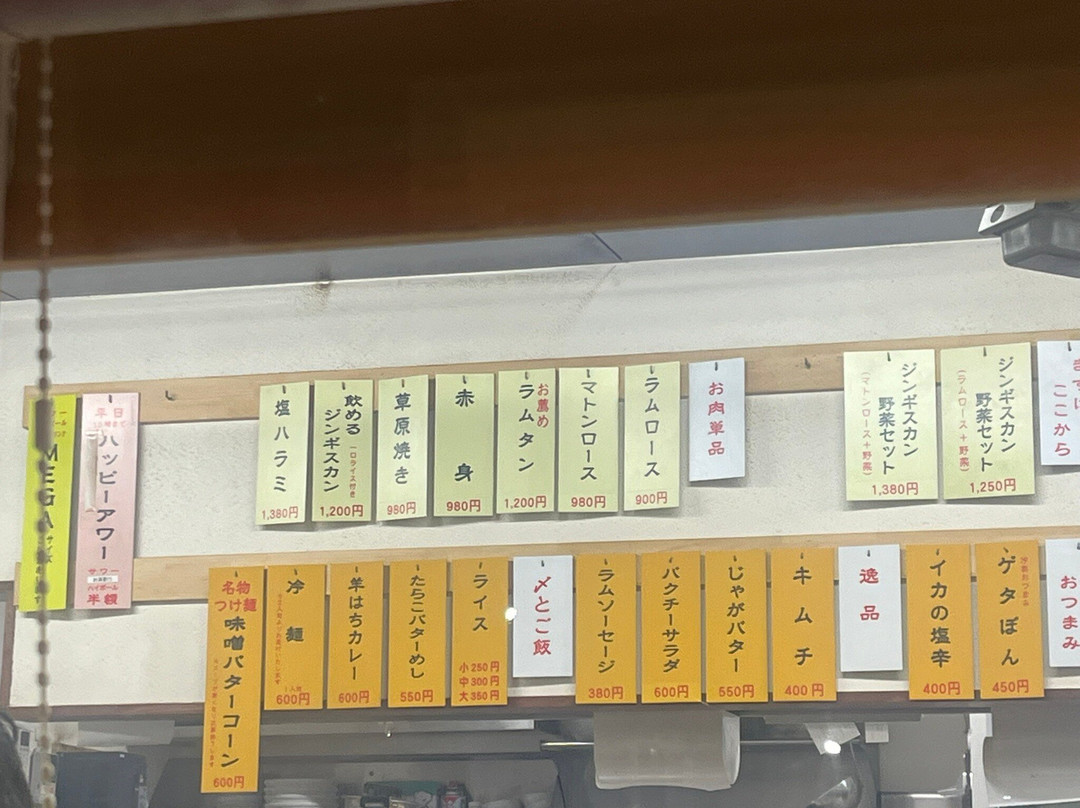 まずは
ここから
ジンギスカン
野菜セット
（ラムロース＋野菜）
1,250円
ジンギスカン
野菜セット
（マトンロース＋野菜）
1,380円
お肉単品
ラムロース
900円
マトンロース
980円
お薦め
ラムタン
1,200円
赤身
980円
草原焼き
980円
飲める
ジンギスカン
一口ライス付き
1,200円
塩ハラミ
1,380円
平日
ハッピーアワー
サワー
ハイボール
半額
MEGA
おつまみ
ゲタぽん
450円
イカの塩辛
400円
逸品
キムチ
400円
じゃがバター
550円
パクチーサラダ
600円
ラムソーセージ
380円
〆とご飯
ライス
小250円
中300円
大350円
たらこバターめし
550円
羊はちカレー
600円
冷麺
600円
名物
つけ麺
味噌バターコーン
600円